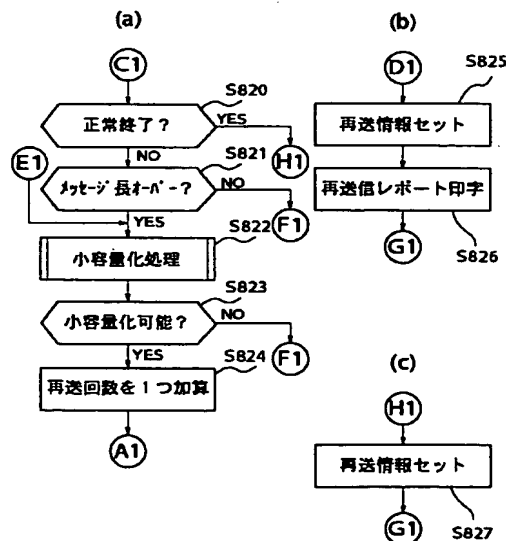 (a)
C1
S820
正常終了?
YES
H1
NO
E1
S821
メッセージ長オーバー?
NO
F1
YES
S822
小容量化処理
S823
小容量化可能?
NO
F1
YES
S824
再送回数を1つ加算
A1
(b)
D1
S825
再送情報セット
再送信レポート印字
S826
G1
(c)
H1
再送情報セット
S827
G1